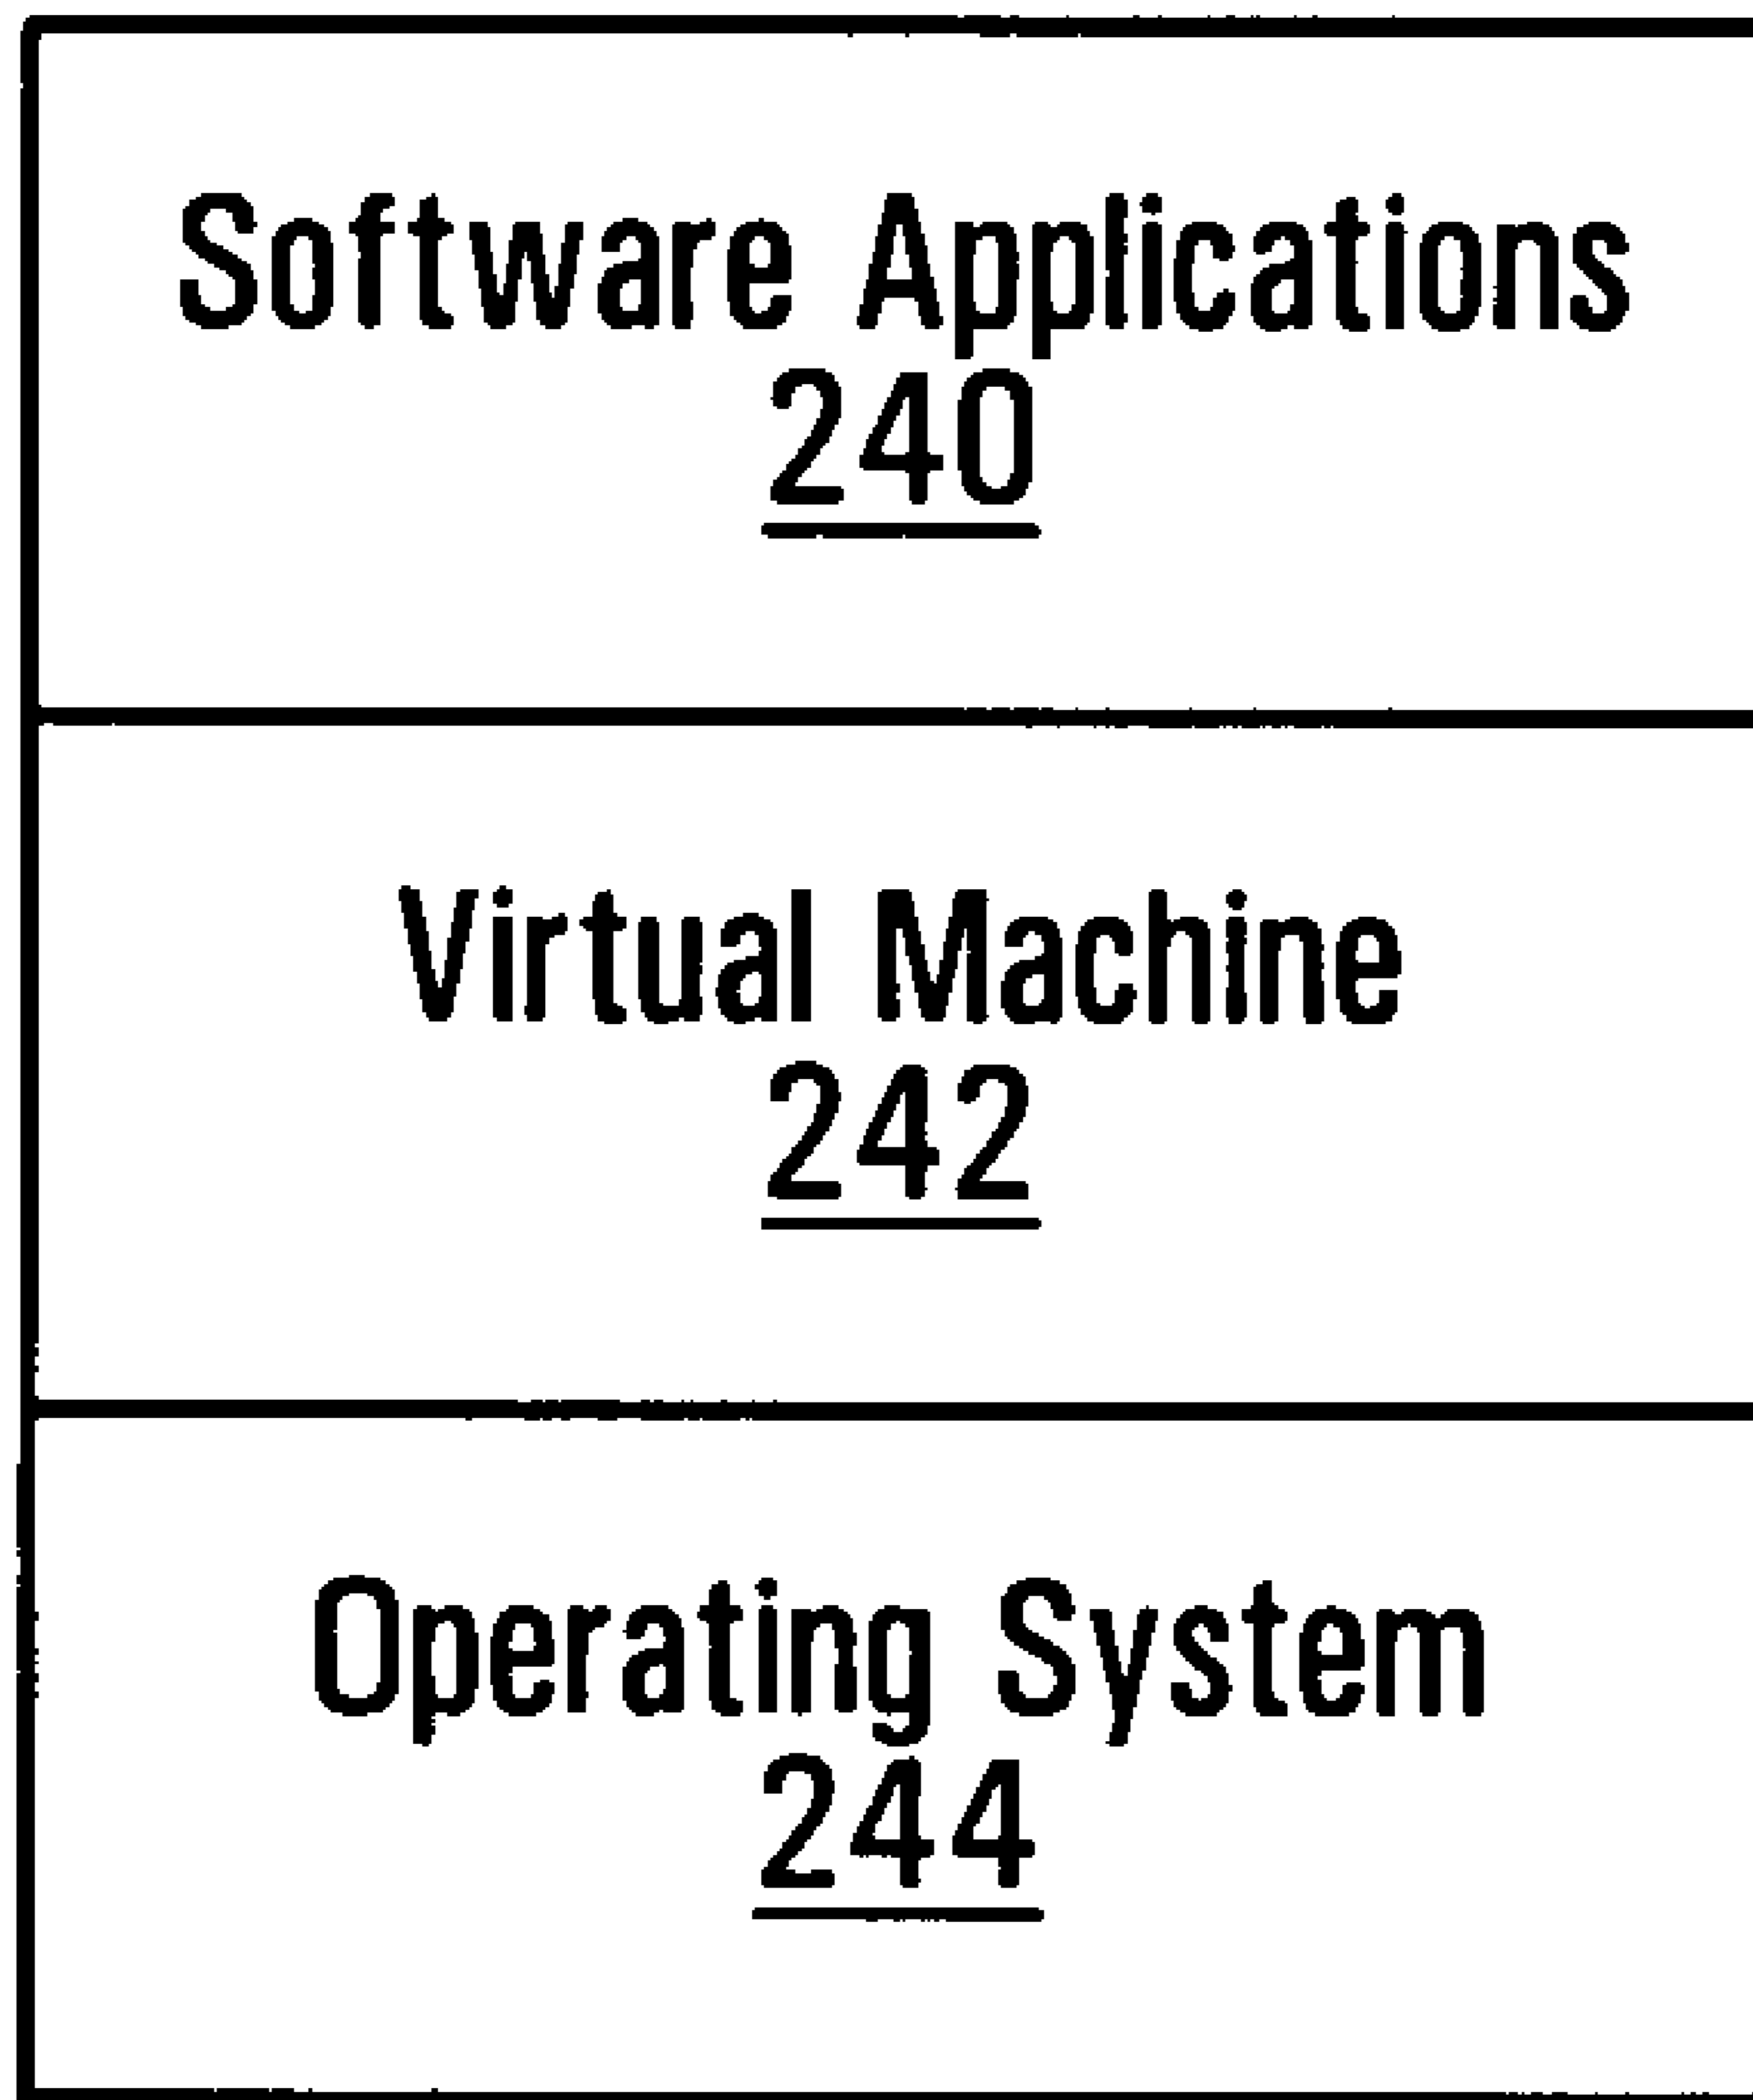 Software Applications
240
Virtual Machine
242
Operating System
244